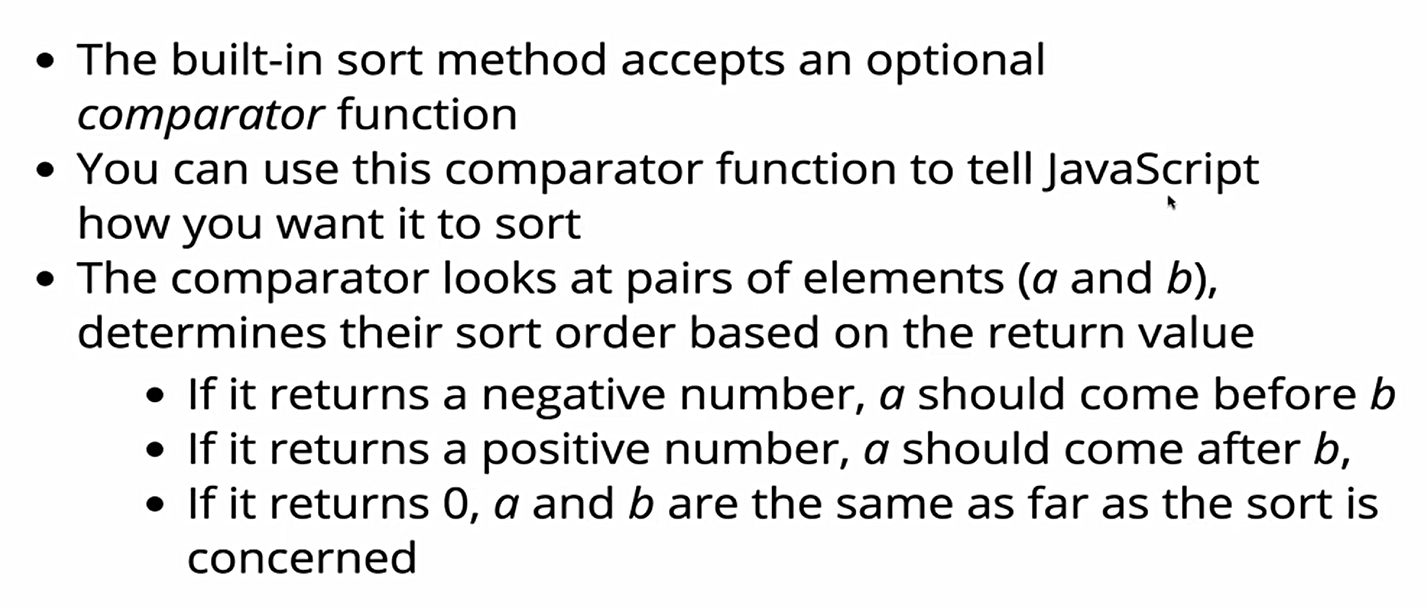 • The built-in sort method accepts an optional
comparator function
• You can use this comparator function to tell JavaScript
how you want it to sort
• The comparator looks at pairs of elements (a and b),
determines their sort order based on the return value
• If it returns a negative number, a should come before b
• If it returns a positive number, a should come after b,
• If it returns 0, a and b are the same as far as the sort is
concerned